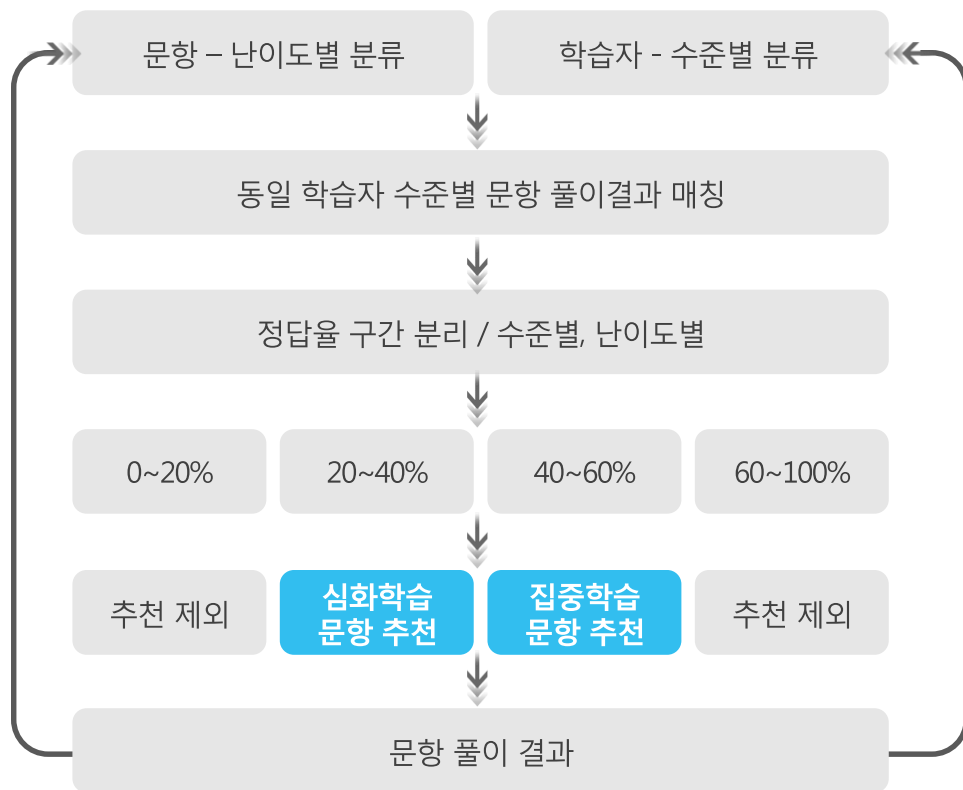 문항 – 난이도별 분류
학습자 - 수준별 분류
동일 학습자 수준별 문항 풀이결과 매칭
정답율 구간 분리 / 수준별, 난이도별
0~20%
20~40%
40~60%
60~100%
추천 제외
심화학습
문항 추천
집중학습
문항 추천
추천 제외
문항 풀이 결과